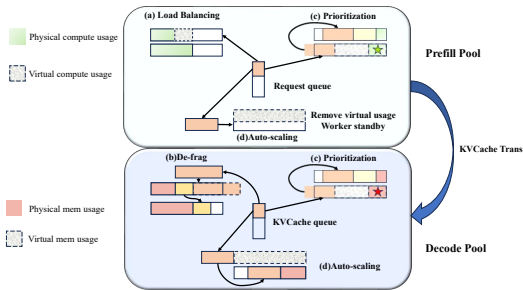 (a) Load Balancing
(c) Prioritization
Physical compute usage
Virtual compute usage
Prefill Pool
Request queue
Remove virtual usage
Worker standby
(d)Auto-scaling
KVCache Trans
(b)De-frag
(c) Prioritization
Physical mem usage
Virtual mem usage
KVCache queue
Decode Pool
(d)Auto-scaling